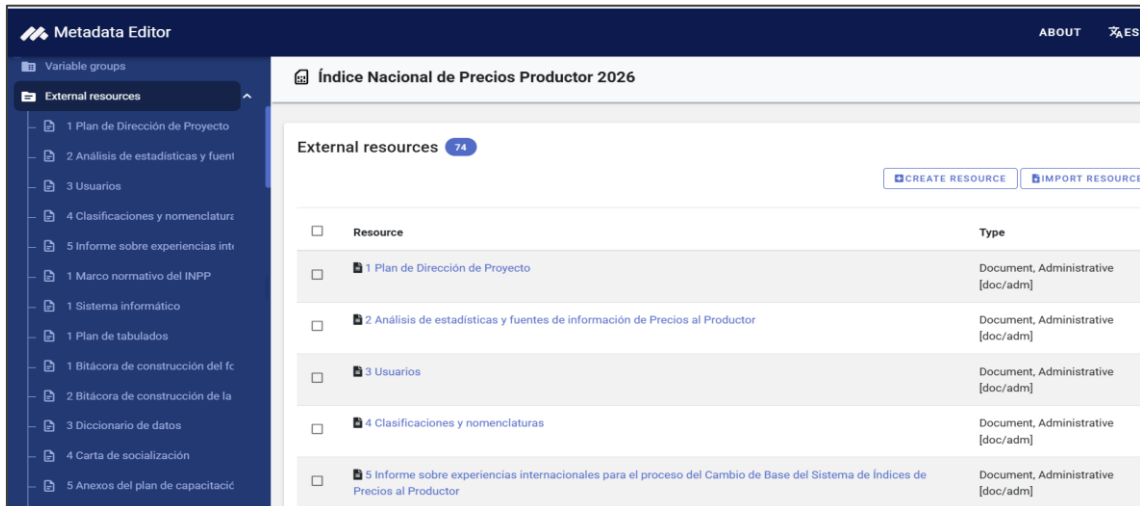 Metadata Editor
ABOUT
ES
Variable groups
External resources
1 Plan de Dirección de Proyecto
2 Análisis de estadísticas y fuent
3 Usuarios
4 Clasificaciones y nomenclatura
5 Informe sobre experiencias inte
1 Marco normativo del INPP
1 Sistema informático
1 Plan de tabulados
1 Bitácora de construcción del fo
2 Bitácora de construcción de la
3 Diccionario de datos
4 Carta de socialización
5 Anexos del plan de capacitació
Índice Nacional de Precios Productor 2026
External resources 74
CREATE RESOURCE
IMPORT RESOURCE
Resource
Type
1 Plan de Dirección de Proyecto
Document, Administrative
[doc/adm]
2 Análisis de estadísticas y fuentes de información de Precios al Productor
Document, Administrative
[doc/adm]
3 Usuarios
Document, Administrative
[doc/adm]
4 Clasificaciones y nomenclaturas
Document, Administrative
[doc/adm]
5 Informe sobre experiencias internacionales para el proceso del Cambio de Base del Sistema de Índices de
Precios al Productor
Document, Administrative
[doc/adm]